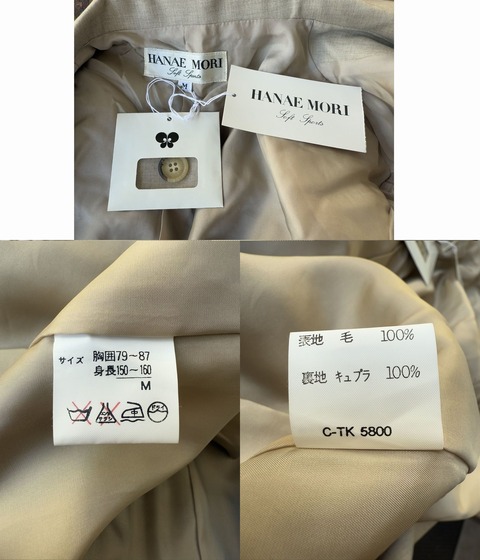 HANAE MORI
Soft Sports
M
HANAE MORI
Soft Sports
サイズ 胸囲79~87
身長150~160
M
表地 毛 100%
裏地 キュプラ 100%
C-TK 5800